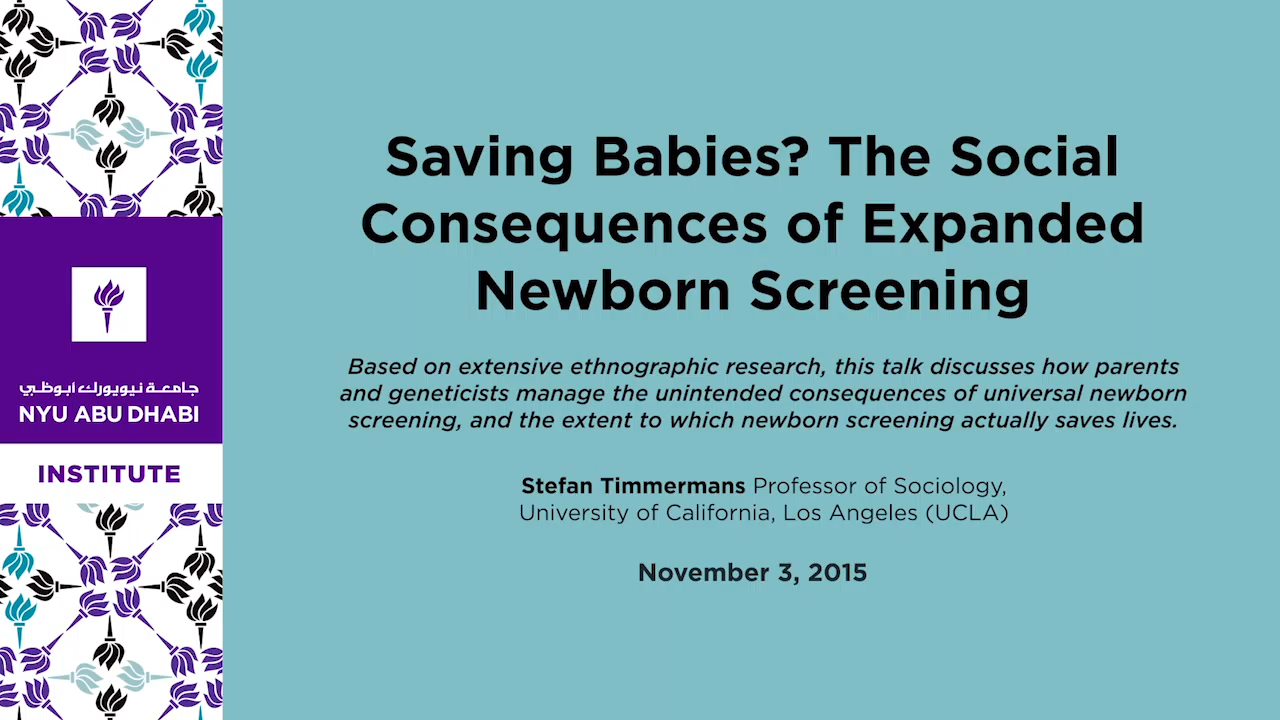 جامعة نيويورك أبوظبي
NYU ABU DHABI
INSTITUTE
Saving Babies? The Social
Consequences of Expanded
Newborn Screening
Based on extensive ethnographic research, this talk discusses how parents
and geneticists manage the unintended consequences of universal newborn
screening, and the extent to which newborn screening actually saves lives.
Stefan Timmermans Professor of Sociology,
University of California, Los Angeles (UCLA)
November 3, 2015